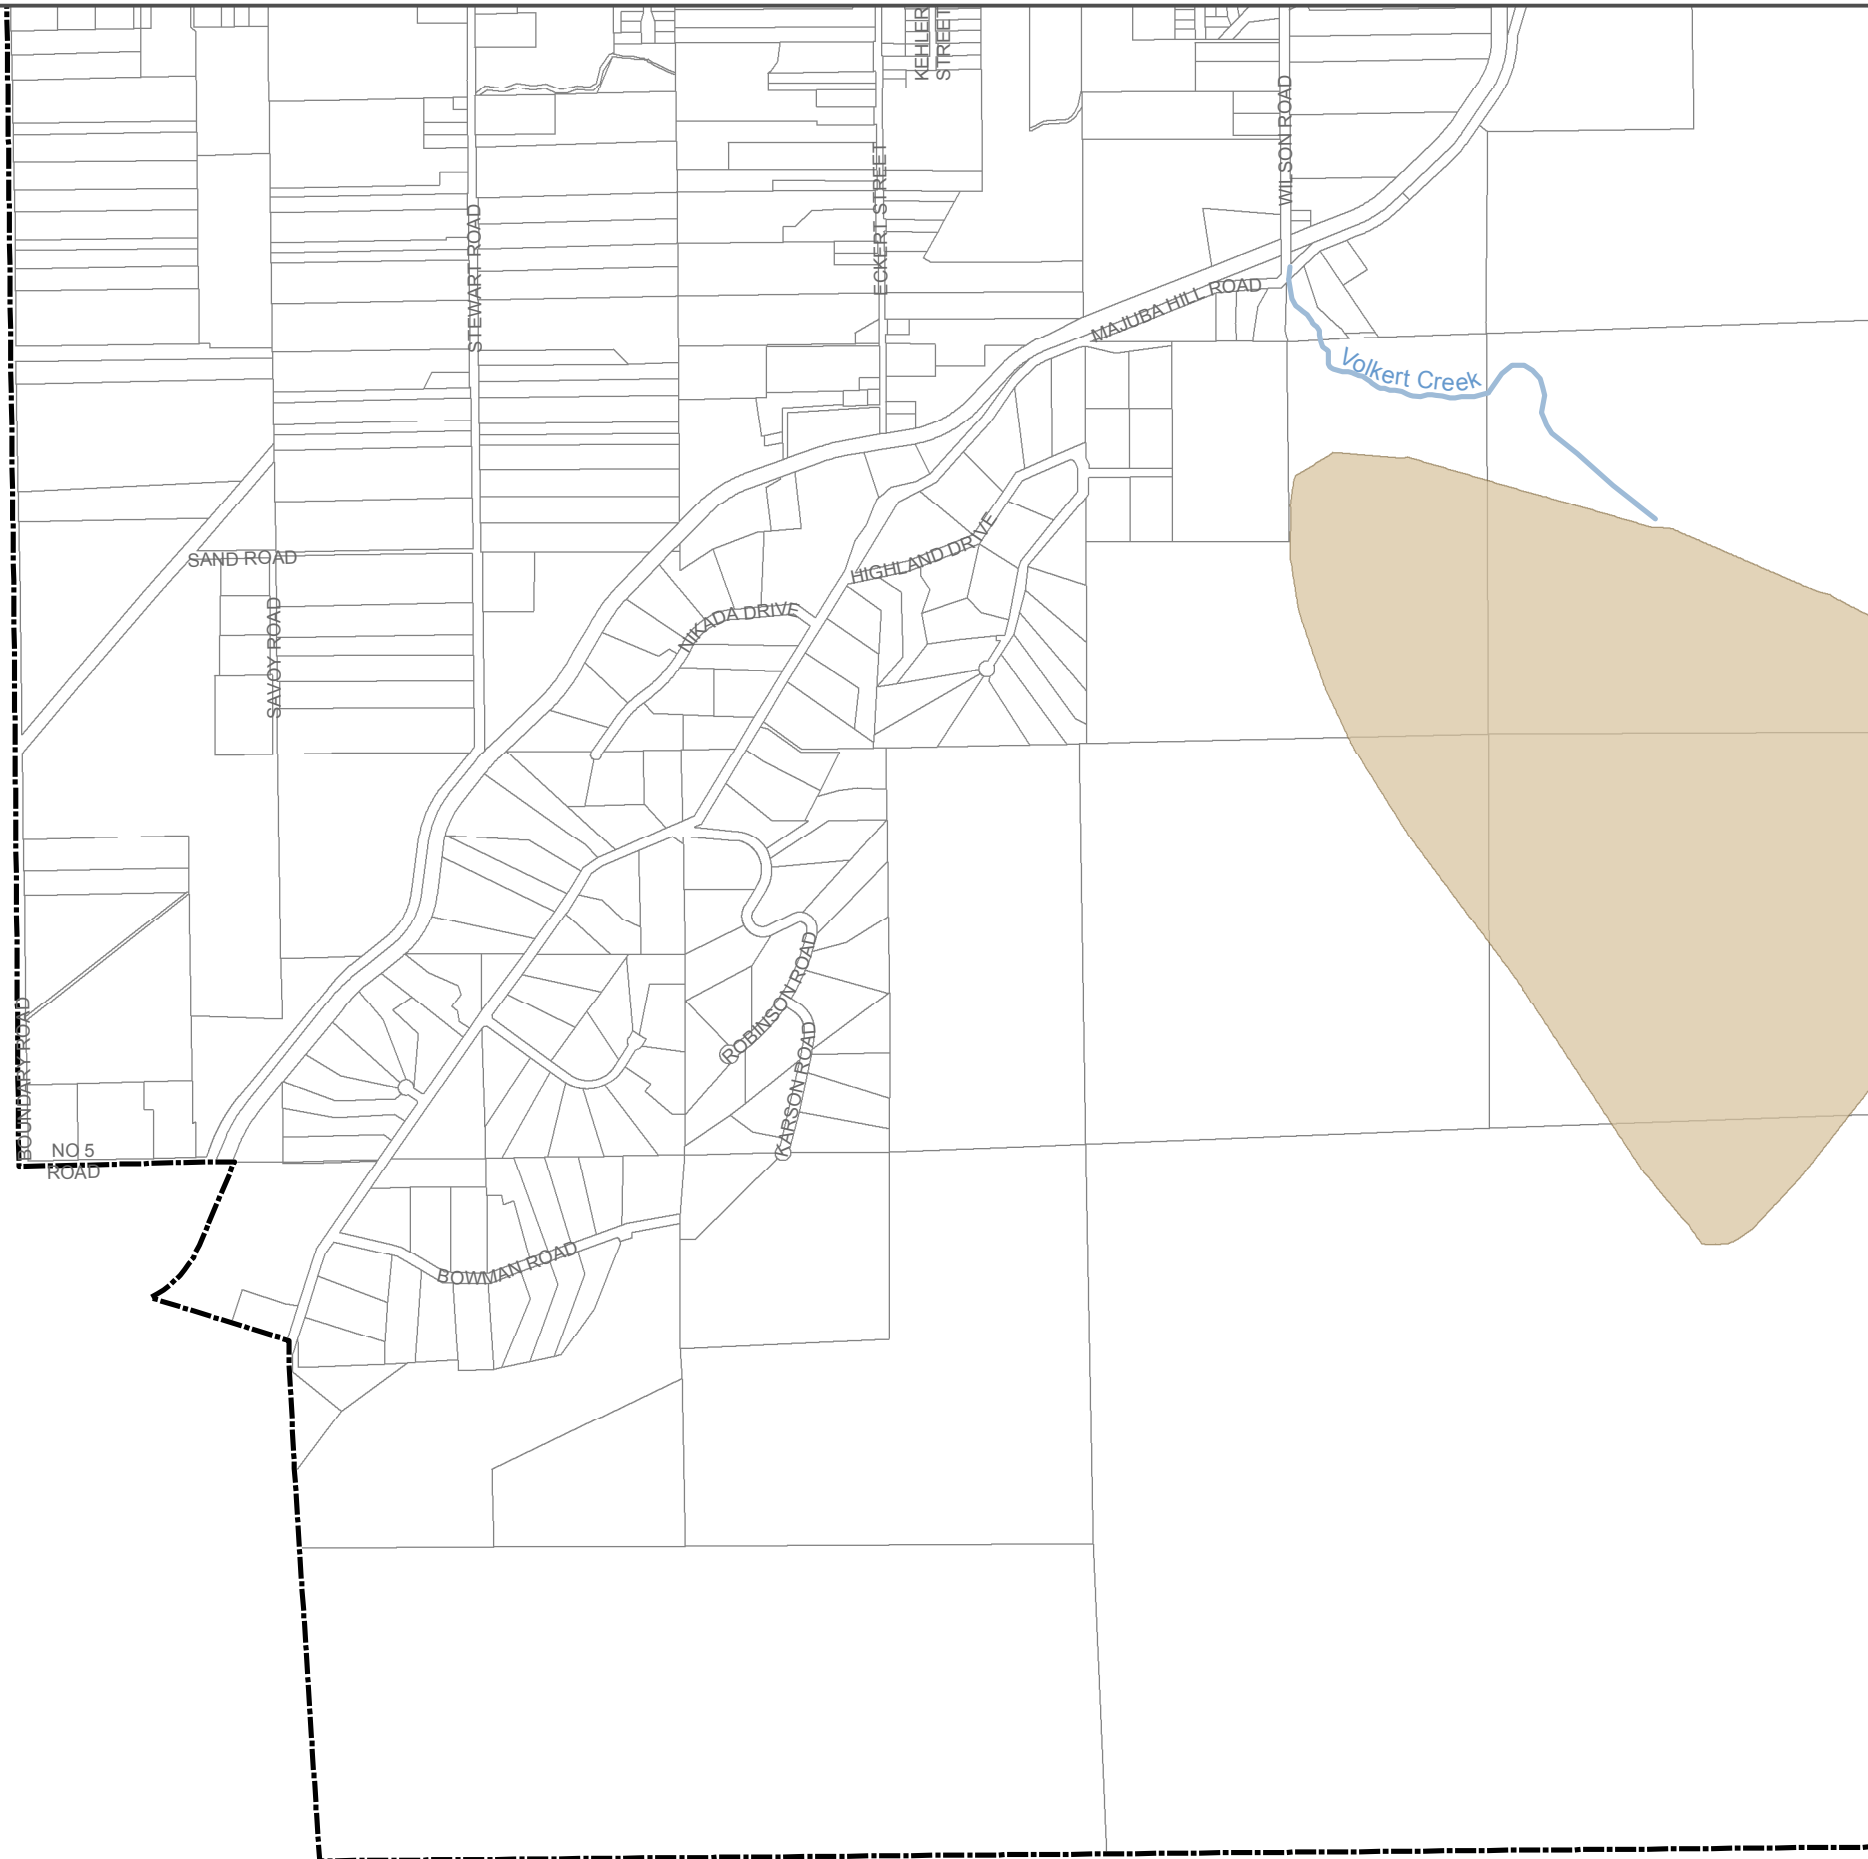 KEHLER
STREET
WILSON ROAD
ECKERT STREET
STEWART ROAD
MAJUBA HILL ROAD
Volkert Creek
HIGHLAND DRIVE
SAND ROAD
NIKADA DRIVE
SAVOY ROAD
ROBINSON ROAD
KARSON ROAD
BOUNDARY ROAD
NO 5
ROAD
BOWMAN ROAD